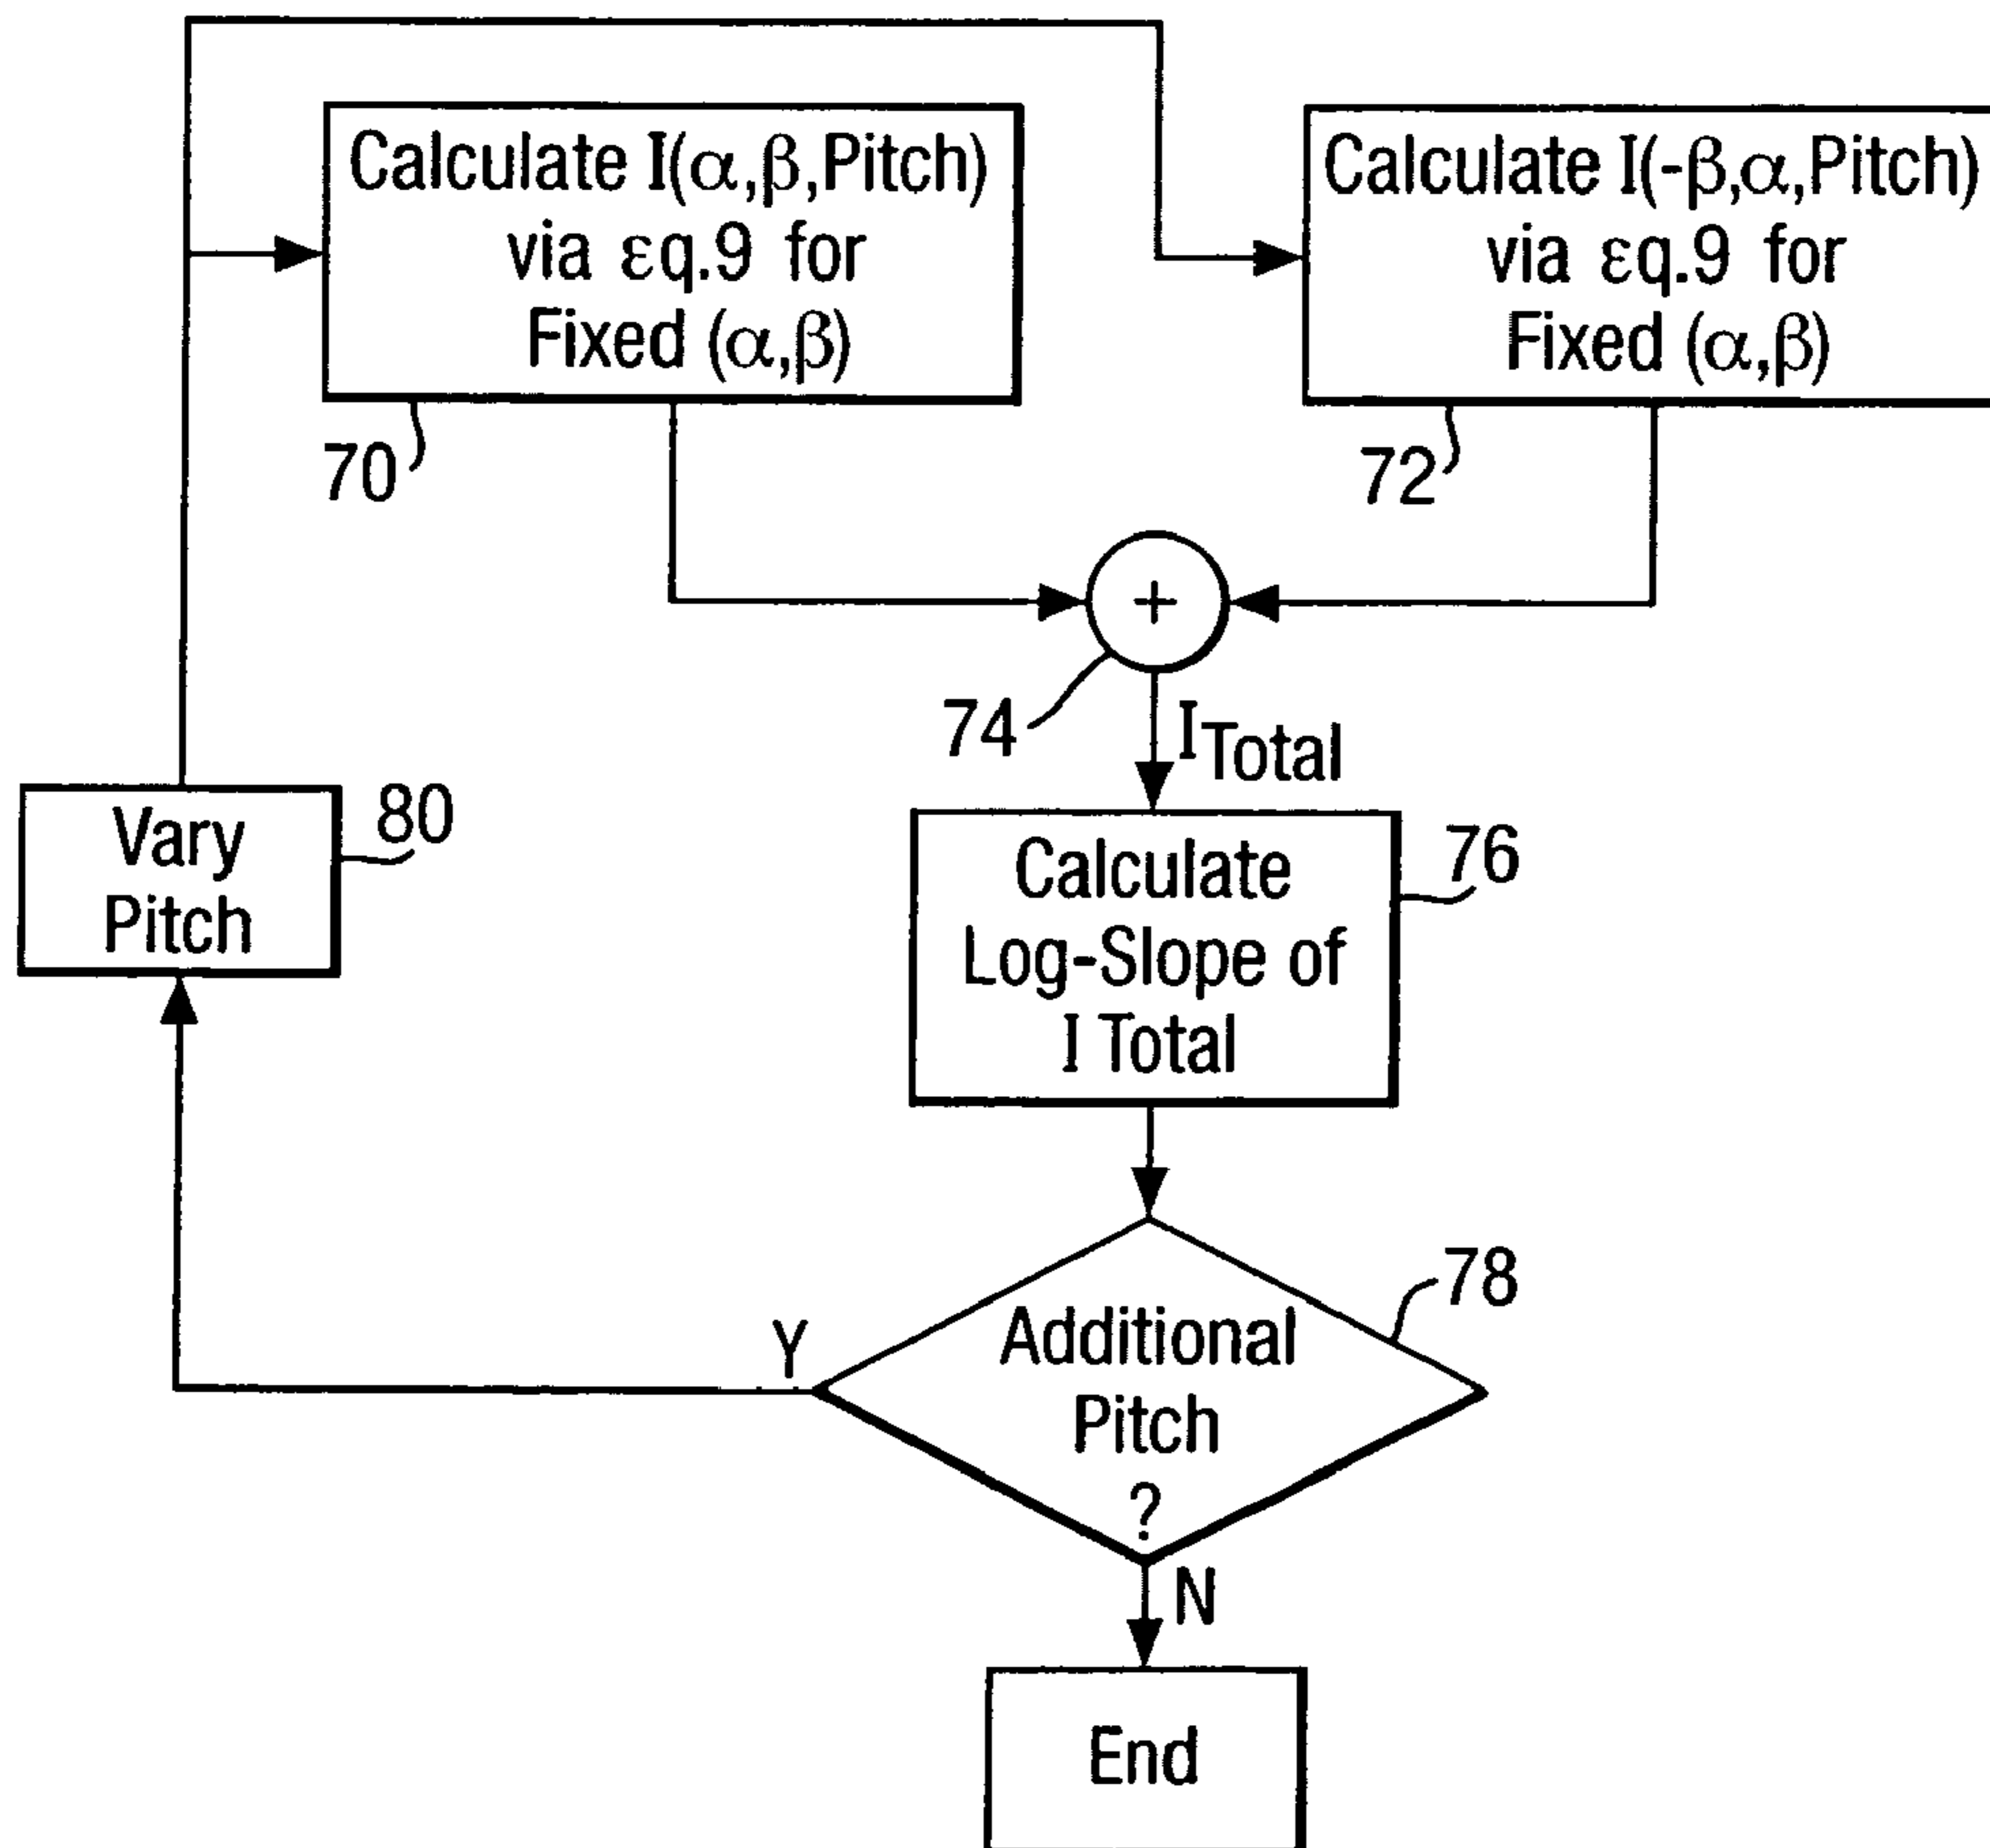 Calculate I(α,β,Pitch)
via εq.9 for
Fixed (α,β)
70
Calculate I(-β,α,Pitch)
via εq.9 for
Fixed (α,β)
72
+
74
I Total
Vary
Pitch
80
Calculate
Log-Slope of
I Total
76
Additional
Pitch
?
78
Y
N
End